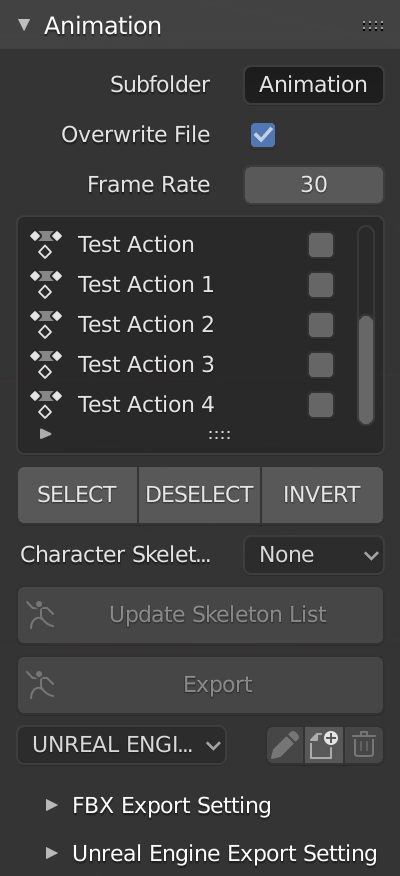 Animation
Subfolder Animation
Overwrite File
Frame Rate 30
Test Action
Test Action 1
Test Action 2
Test Action 3
Test Action 4
SELECT DESELECT INVERT
Character Skelet... None
Update Skeleton List
Export
UNREAL ENGI...
FBX Export Setting
Unreal Engine Export Setting